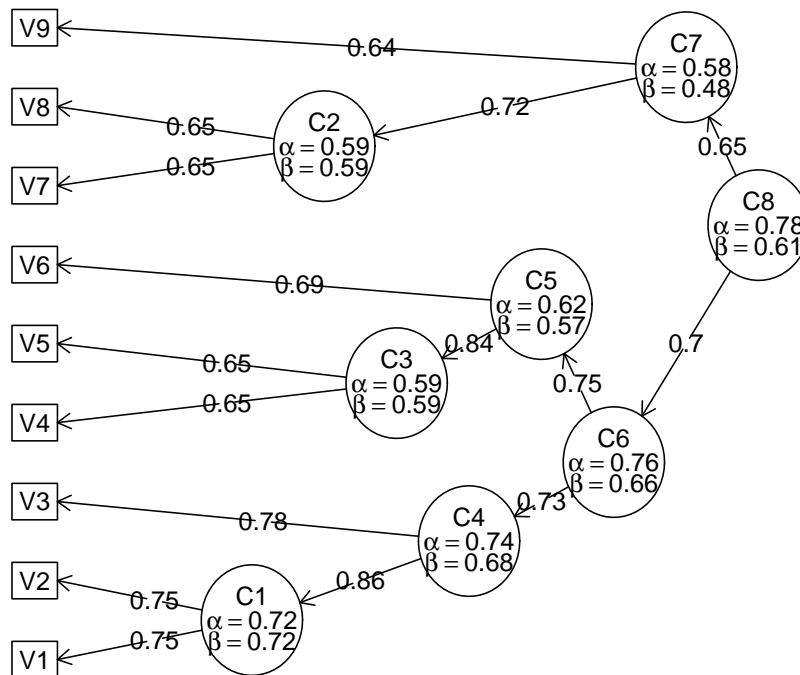 V9
C7
α = 0.58
β = 0.48
0.64
V8
0.72
C2
α = 0.59
β = 0.59
0.65
0.65
V7
0.65
C8
α = 0.78
β = 0.61
V6
C5
α = 0.62
β = 0.57
0.69
V5
0.84
0.7
C3
α = 0.59
β = 0.59
0.65
0.75
V4
0.65
C6
α = 0.76
β = 0.66
V3
0.73
C4
α = 0.74
β = 0.68
0.78
V2
0.86
C1
α = 0.72
β = 0.72
0.75
0.75
V1